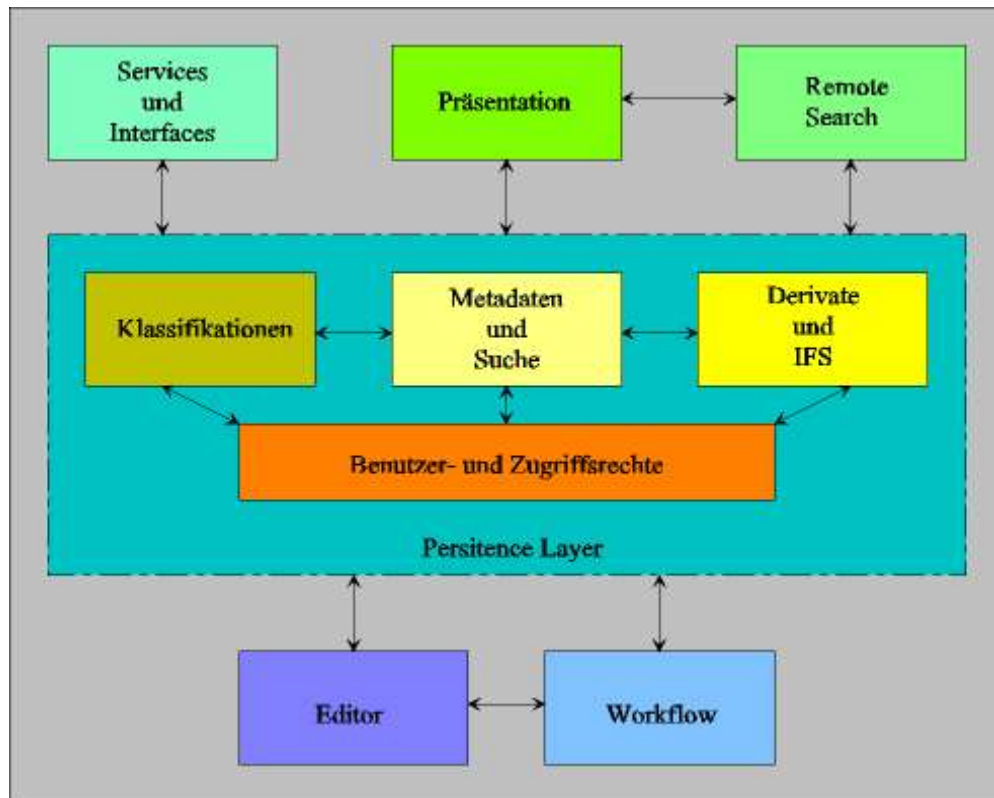 Services
und
Interfaces
Präsentation
Remote
Search
Klassifikationen
Metadaten
und
Suche
Derivate
und
IFS
Benutzer- und Zugriffsrechte
Persitence Layer
Editor
Workflow